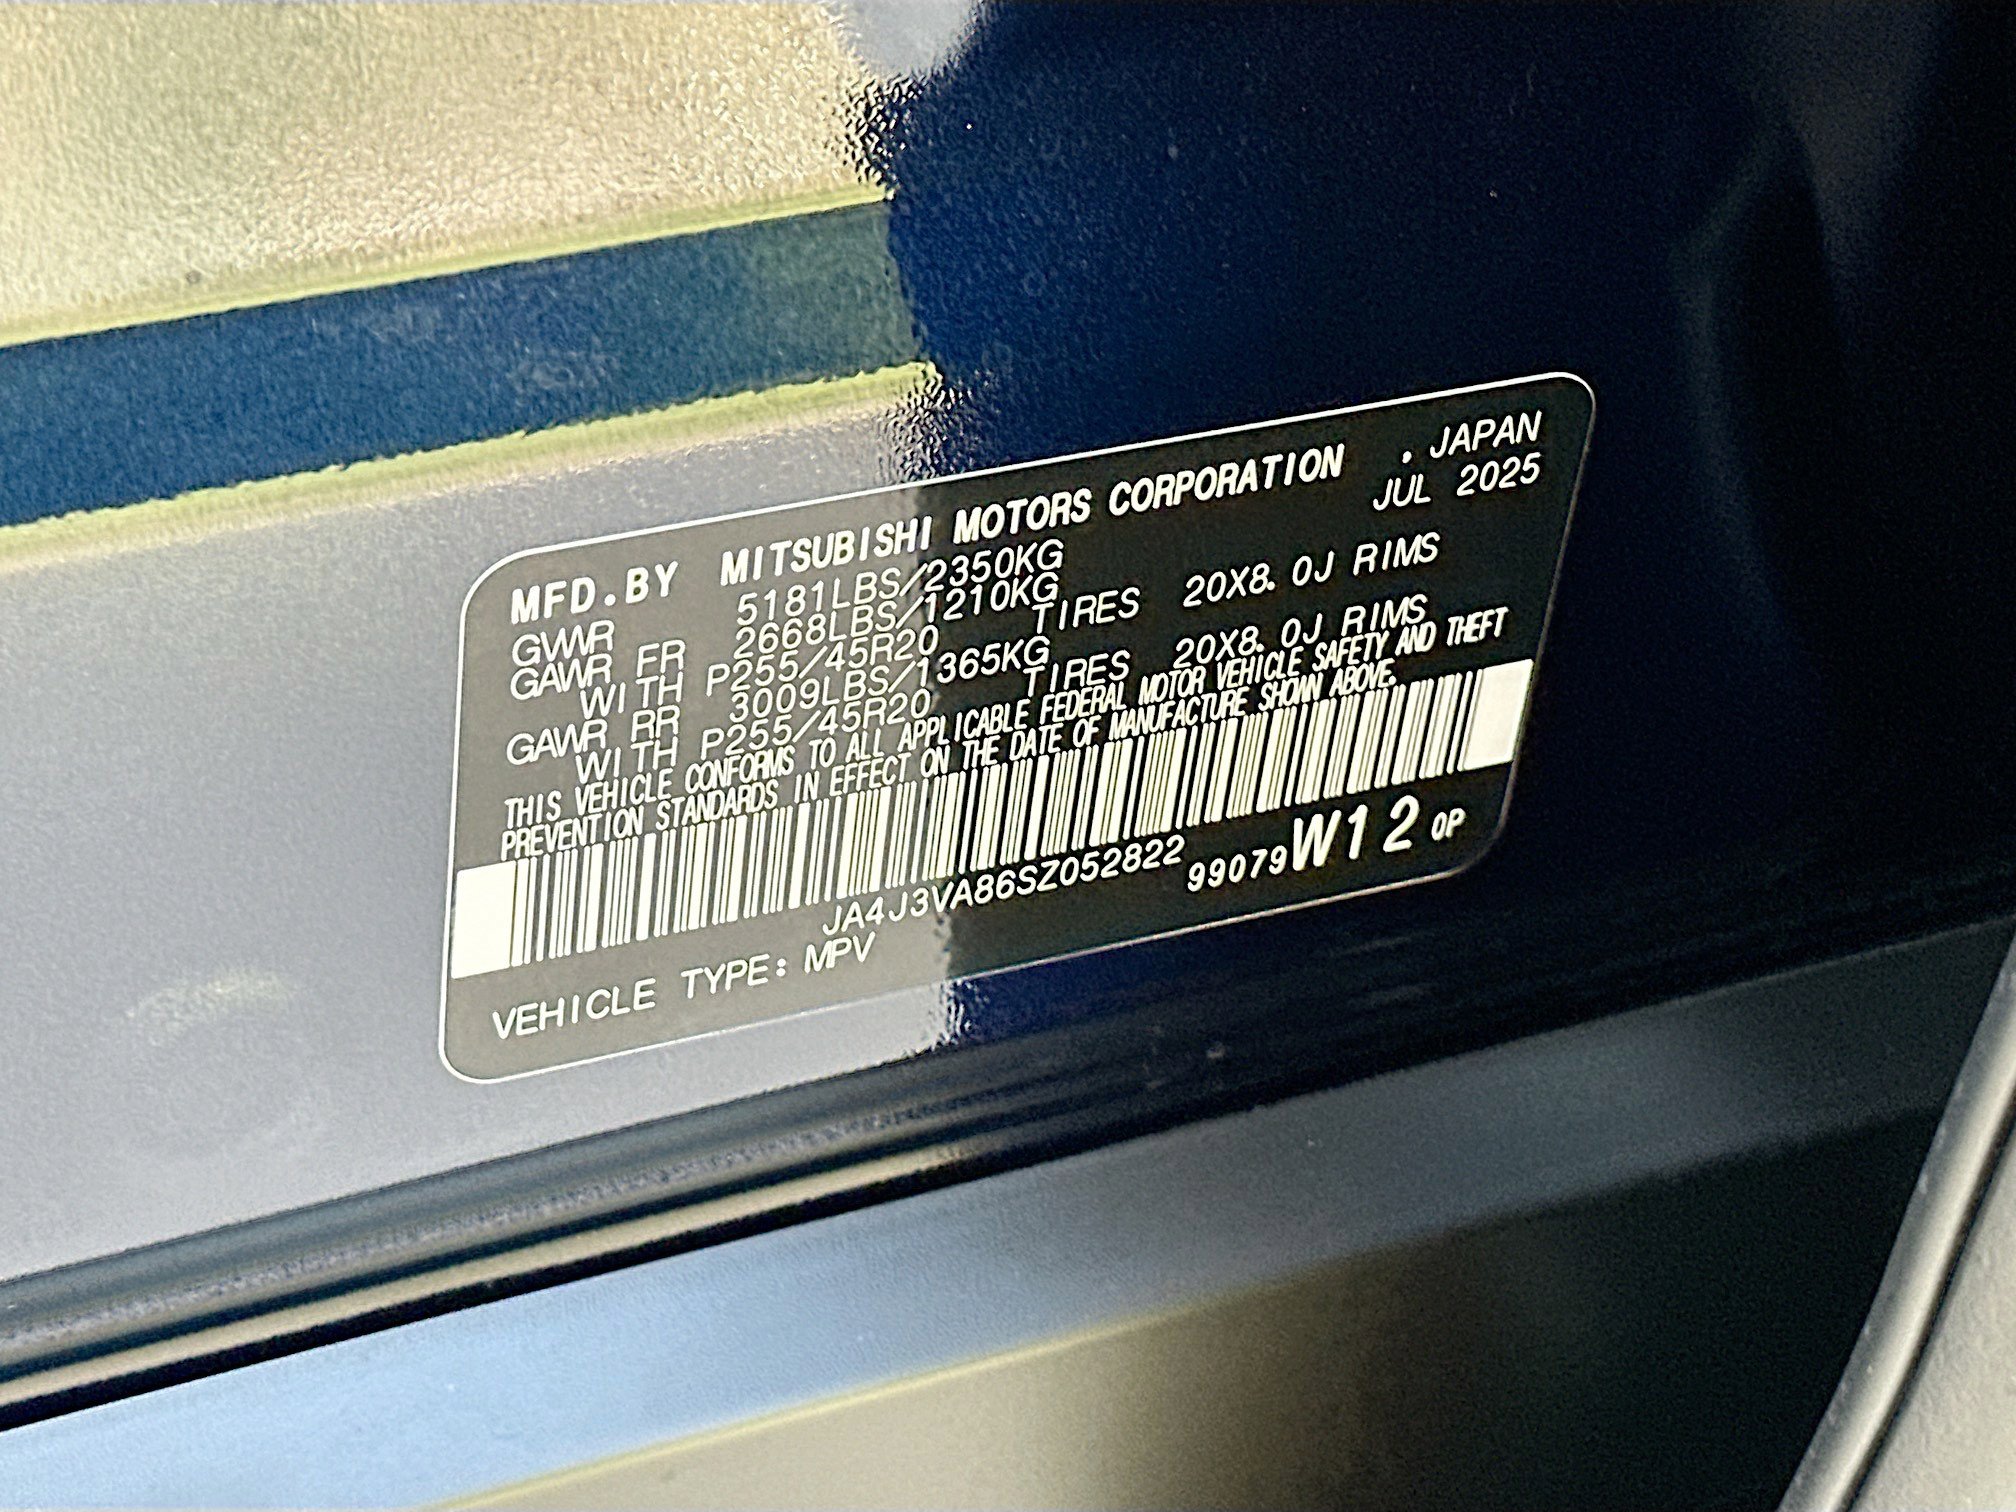 MFD.BY MITSUBISHI MOTORS CORPORATION . JAPAN
GVWR 5181LBS/2350KG JUL 2025
GAWR FR 2668LBS/1210KG
WITH P255/45R20 TIRES 20X8.0J RIMS
GAWR RR 3009LBS/1365KG
WITH P255/45R20 TIRES 20X8.0J RIMS
THIS VEHICLE CONFORMS TO ALL APPLICABLE FEDERAL MOTOR VEHICLE SAFETY AND THEFT
PREVENTION STANDARDS IN EFFECT ON THE DATE OF MANUFACTURE SHOWN ABOVE.
JA4J3VA86SZ052822 99079W12 0P
VEHICLE TYPE: MPV